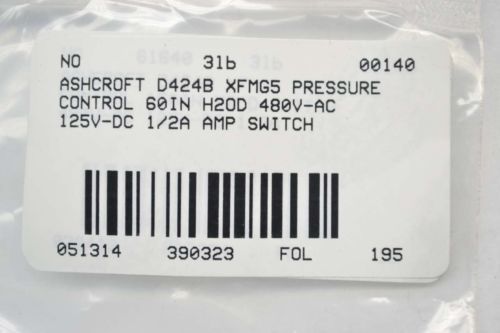 NO 3lb 00140
ASHCROFT D424B XFMG5 PRESSURE
CONTROL 60IN H2OD 480V-AC
125V-DC 1/2A AMP SWITCH
051314 390323 FOL 195